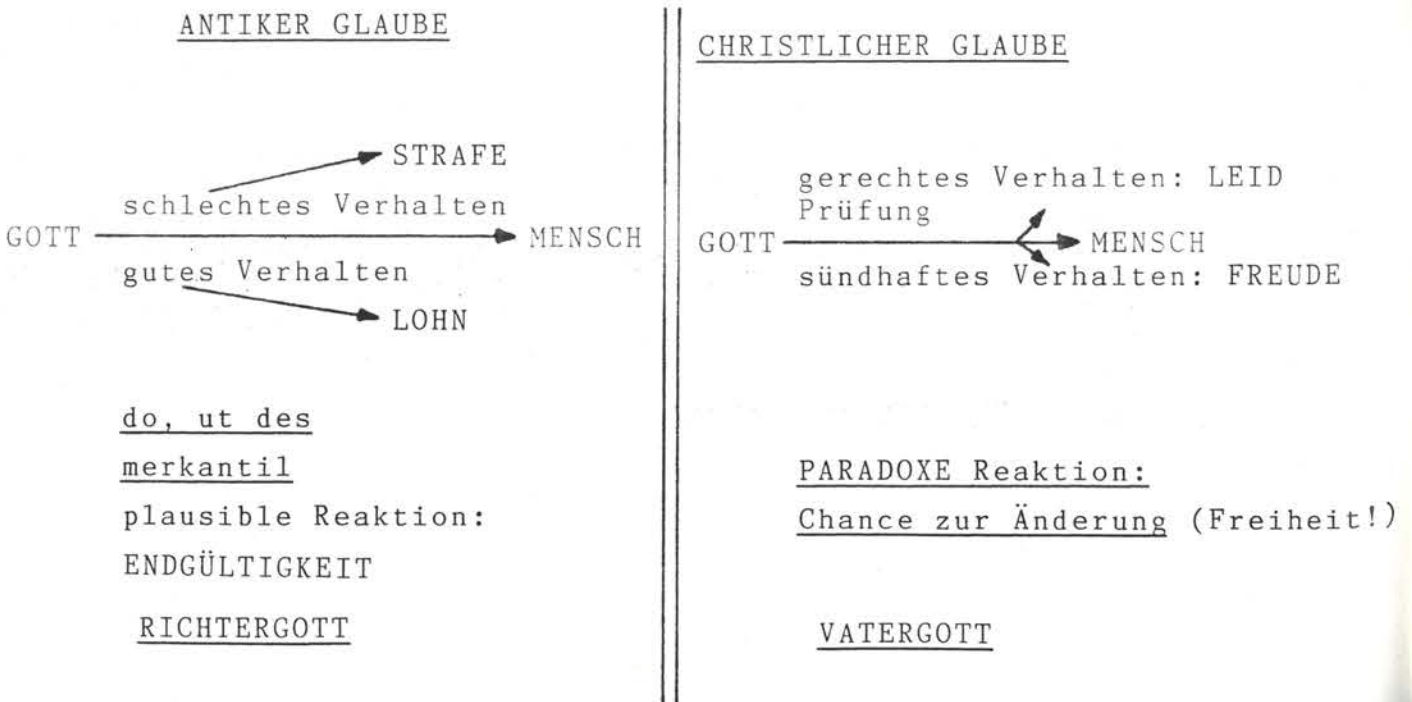 ANTIKER GLAUBE
STRAFE
schlechtes Verhalten
GOTT MENSCH
gutes Verhalten
LOHN
do, ut des
merkantil
plausible Reaktion:
ENDGÜLTIGKEIT
RICHTERGOTT
CHRISTLICHER GLAUBE
gerechtes Verhalten: LEID
Prüfung
GOTT MENSCH
sündhaftes Verhalten: FREUDE
PARADOXE Reaktion:
Chance zur Änderung (Freiheit!)
VATERGOTT